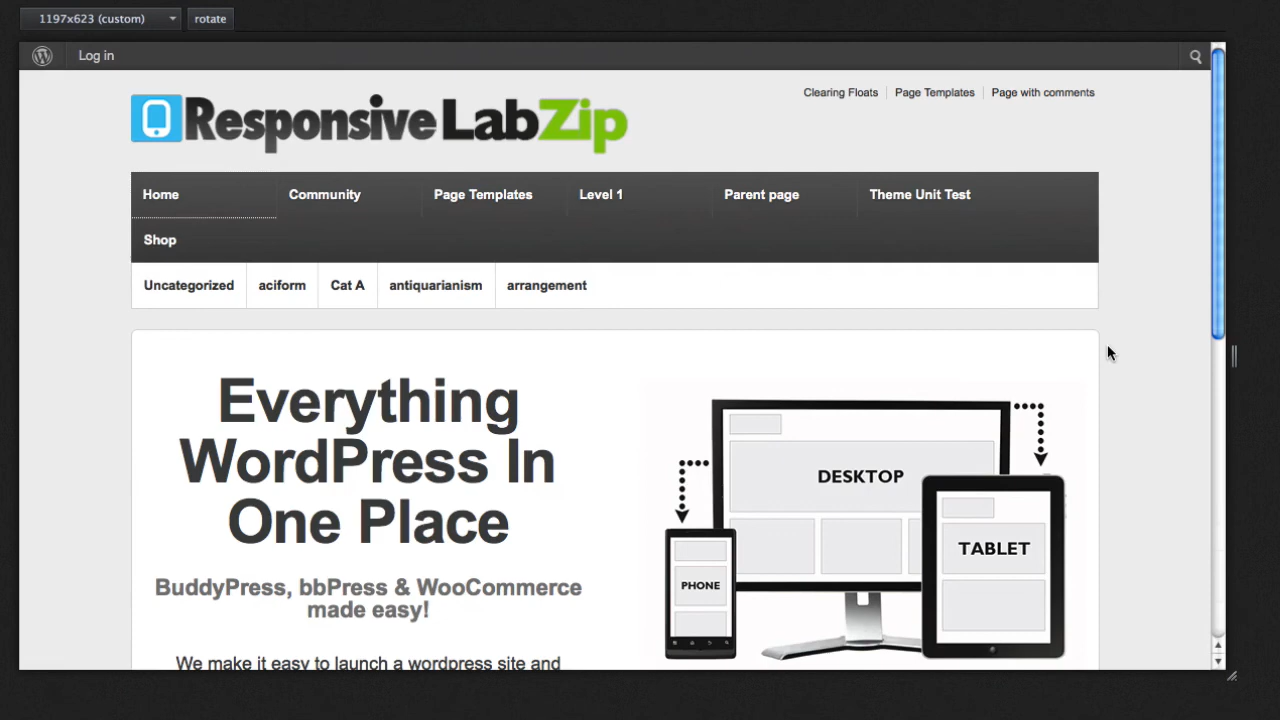 1197x623 (custom) rotate
Log in
Clearing Floats Page Templates Page with comments
Responsive LabZip
Home Community Page Templates Level 1 Parent page Theme Unit Test
Shop
Uncategorized aciform Cat A antiquarianism arrangement
Everything
WordPress In
One Place
BuddyPress, bbPress & WooCommerce
made easy!
We make it easy to launch a wordpress site and
DESKTOP
TABLET
PHONE